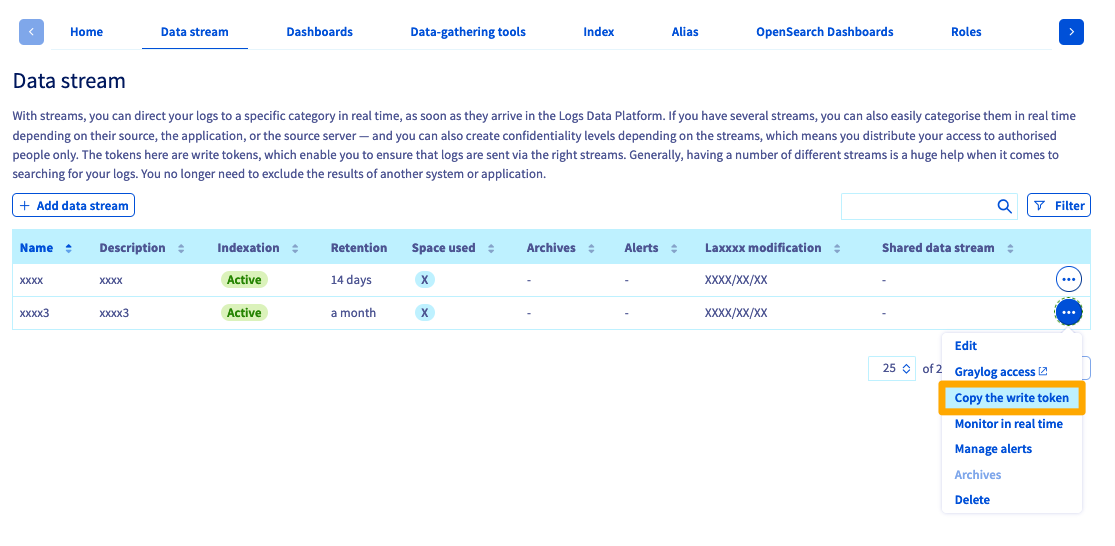 Home Data stream Dashboards Data-gathering tools Index Alias OpenSearch Dashboards Roles
Data stream
With streams, you can direct your logs to a specific category in real time, as soon as they arrive in the Logs Data Platform. If you have several streams, you can also easily categorise them in real time
depending on their source, the application, or the source server — and you can also create confidentiality levels depending on the streams, which means you distribute your access to authorised
people only. The tokens here are write tokens, which enable you to ensure that logs are sent via the right streams. Generally, having a number of different streams is a huge help when it comes to
searching for your logs. You no longer need to exclude the results of another system or application.
+ Add data stream Filter
Name Description Indexation Retention Space used Archives Alerts Laxxxx modification Shared data stream
xxxx xxxx Active 14 days X - - XXXX/XX/XX -
xxxx3 xxxx3 Active a month X - - XXXX/XX/XX -
25 of 2
Edit
Graylog access
Copy the write token
Monitor in real time
Manage alerts
Archives
Delete